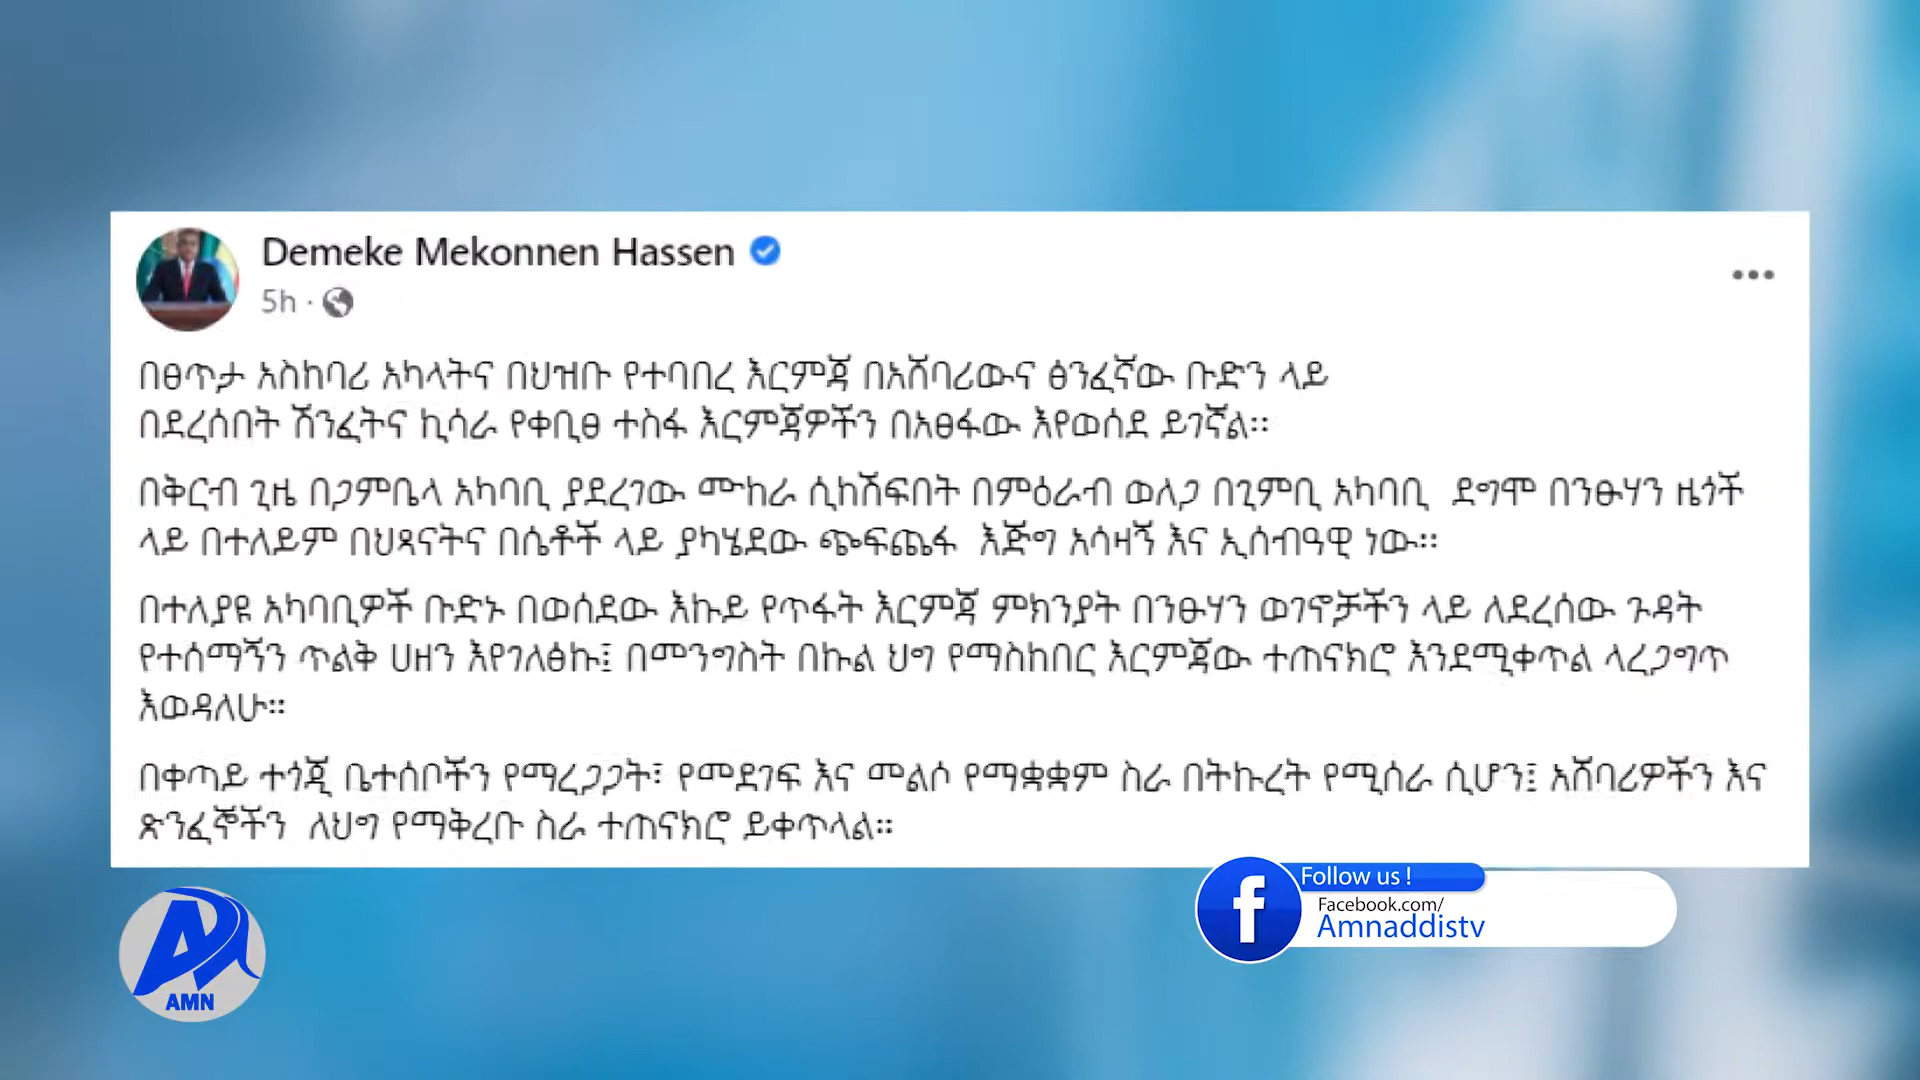 Demeke Mekonnen Hassen
5h ·
በፀጥታ አስከባሪ አካላትና በህዝቡ የተባበረ እርምጃ በአሸባሪውና ፅንፈኛው ቡድን ላይ
በደረሰበት ሽንፈትና ኪሳራ የቀቢፀ ተስፋ እርምጃዎችን በአፀፋው እየወሰደ ይገኛል፡፡
በቅርብ ጊዜ በጋምቤላ አካባቢ ያደረገው ሙከራ ሲከሽፍበት በምዕራብ ወለጋ በጊምቢ አካባቢ ደግሞ በንፁሃን ዜጎች
ላይ በተለይም በህጻናትና በሴቶች ላይ ያካሄደው ጭፍጨፋ እጅግ አሳዛኝ እና ኢሰብዓዊ ነው፡፡
በተለያዩ አካባቢዎች ቡድኑ በወሰደው እኩይ የጥፋት እርምጃ ምክንያት በንፁሃን ወገኖቻችን ላይ ለደረሰው ጉዳት
የተሰማኝን ጥልቅ ሀዘን እየገለፅኩ፤ በመንግስት በኩል ህግ የማስከበር እርምጃው ተጠናክሮ እንደሚቀጥል ላረጋግጥ
እወዳለሁ።
በቀጣይ ተጎጂ ቤተሰቦችን የማረጋጋት፣ የመደገፍ እና መልሶ የማቋቋም ስራ በትኩረት የሚሰራ ሲሆን፤ አሸባሪዎችን እና
ጽንፈኞችን ለህግ የማቅረቡ ስራ ተጠናክሮ ይቀጥላል።
Follow us !
Facebook.com/
Amnaddistv
AMN